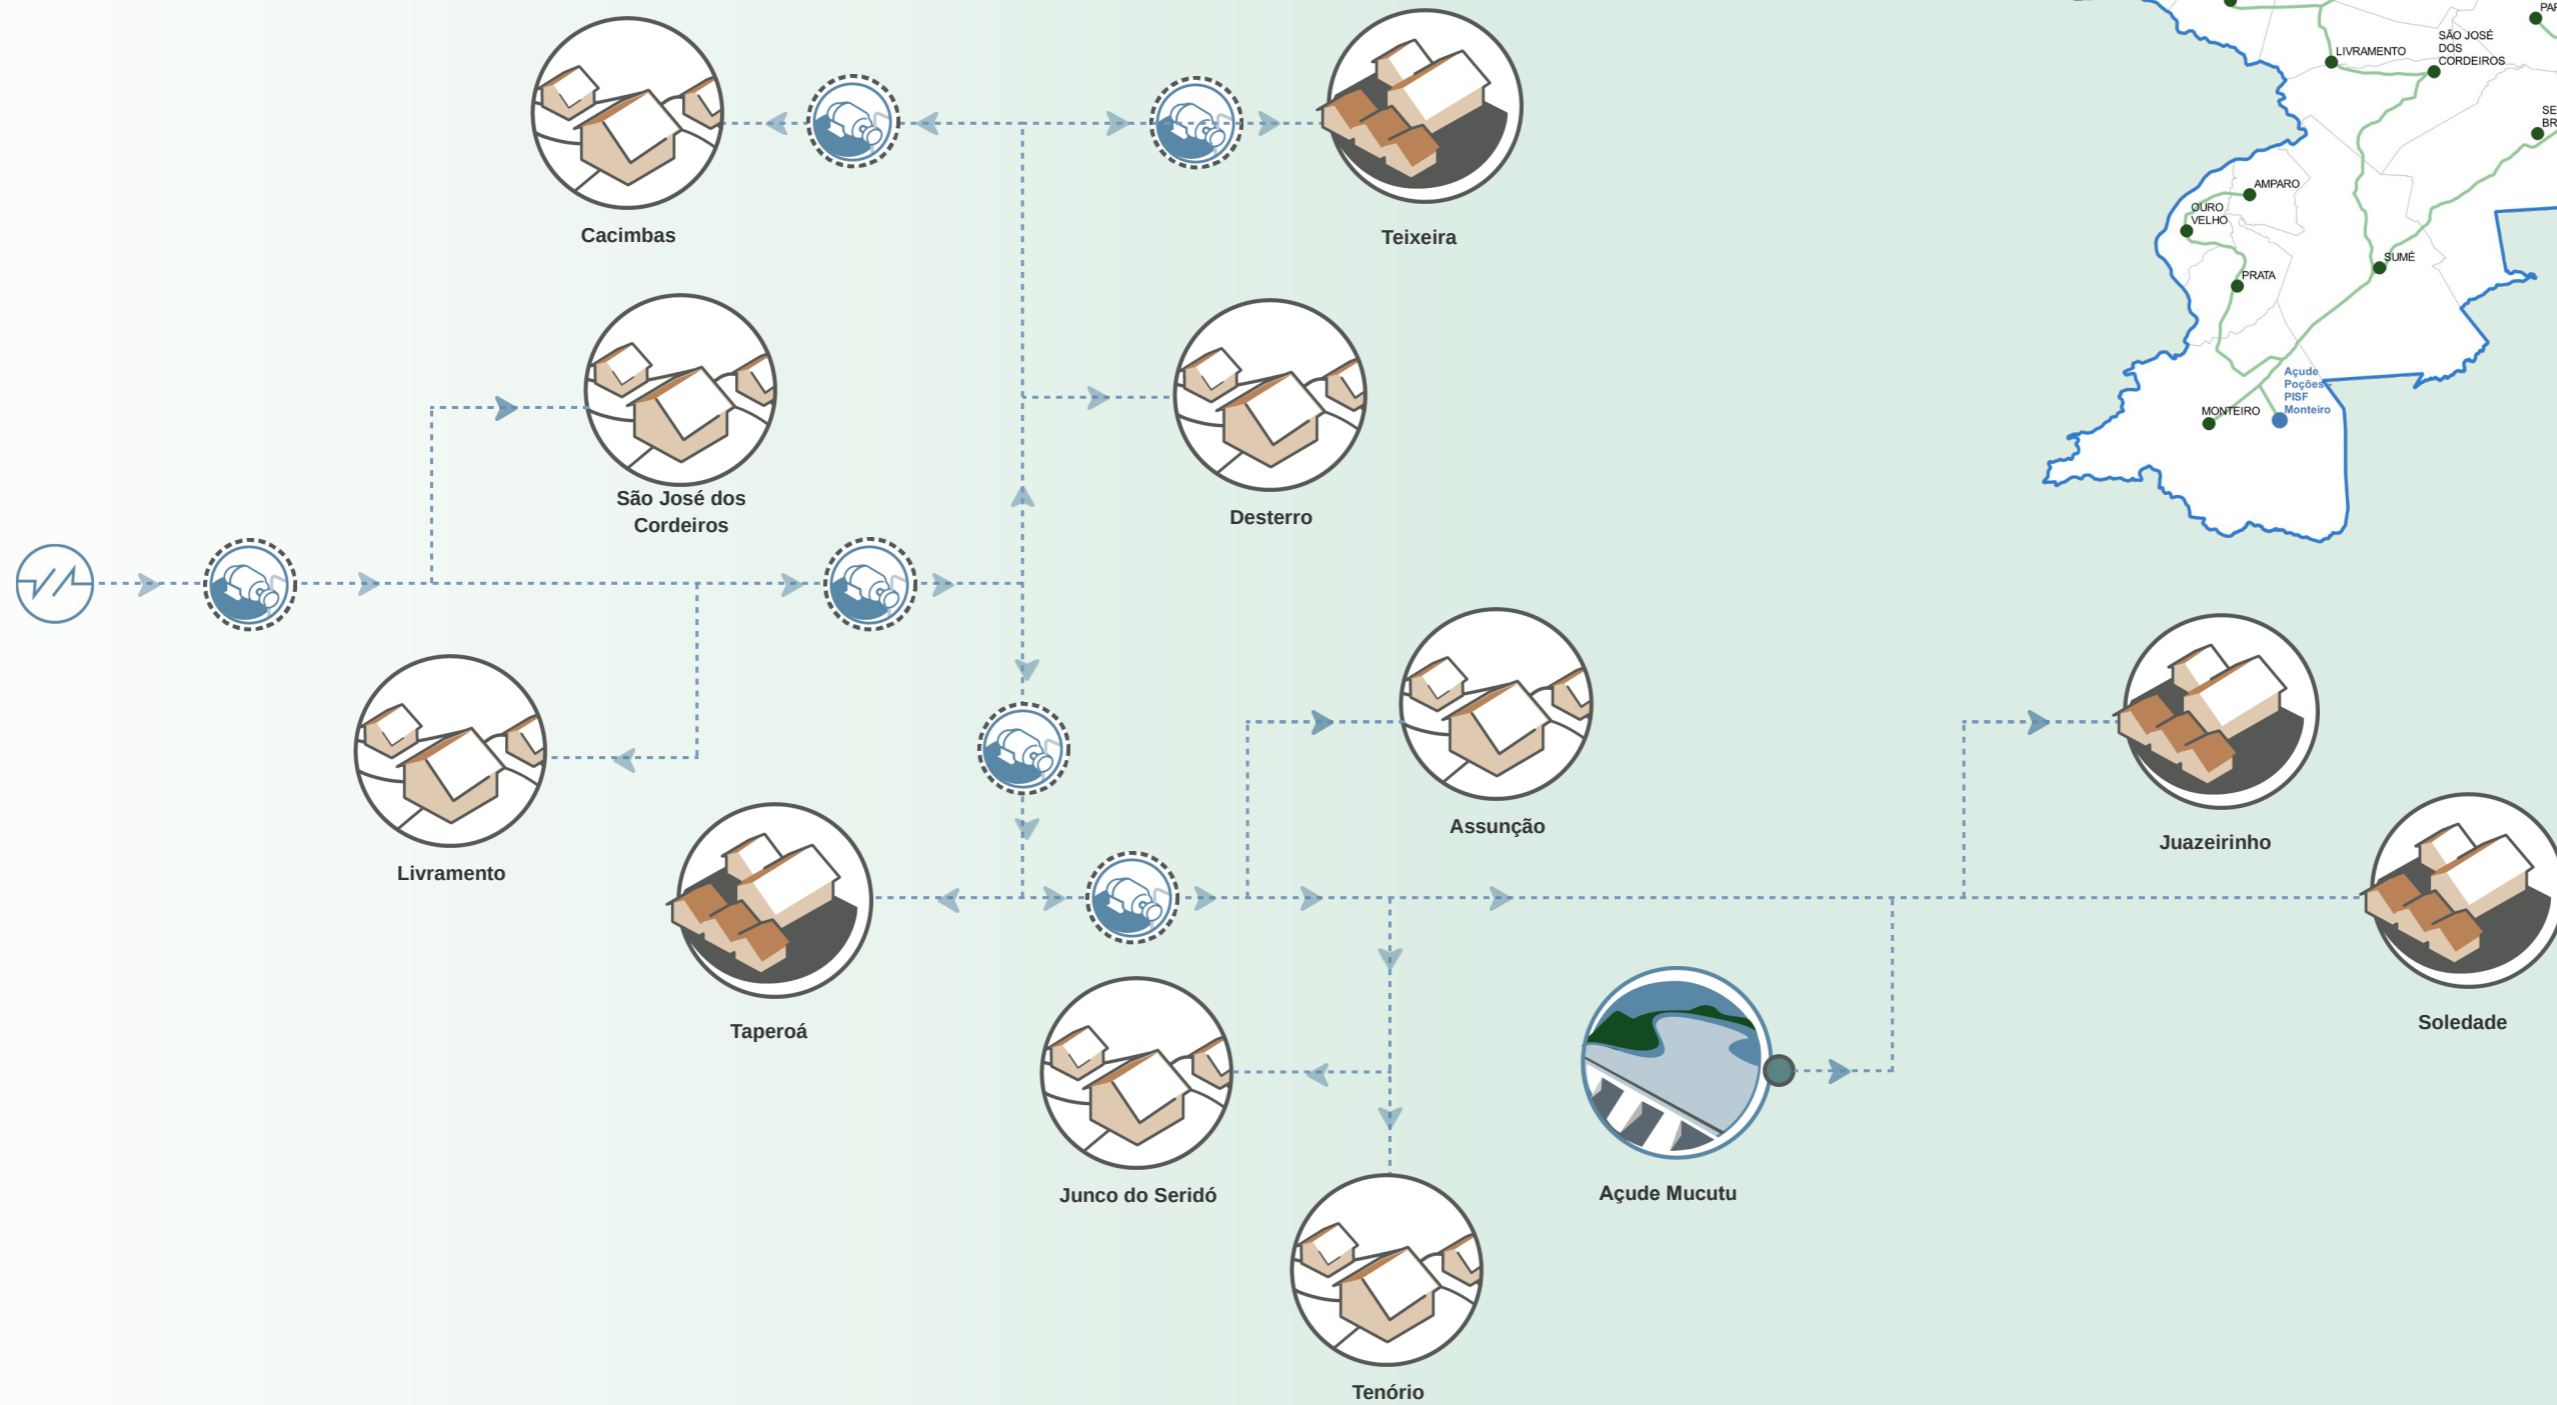 Cacimbas
Teixeira
São José dos
Cordeiros
Desterro
Livramento
Assunção
Juazeirinho
Taperoá
Soledade
Junco do Seridó
Açude Mucutu
Tenório
LIVRAMENTO
SÃO JOSÉ
DOS
CORDEIROS
AMPARO
OURO
VELHO
SUMÉ
PRATA
Açude
Poções-
PISF
Monteiro
MONTEIRO